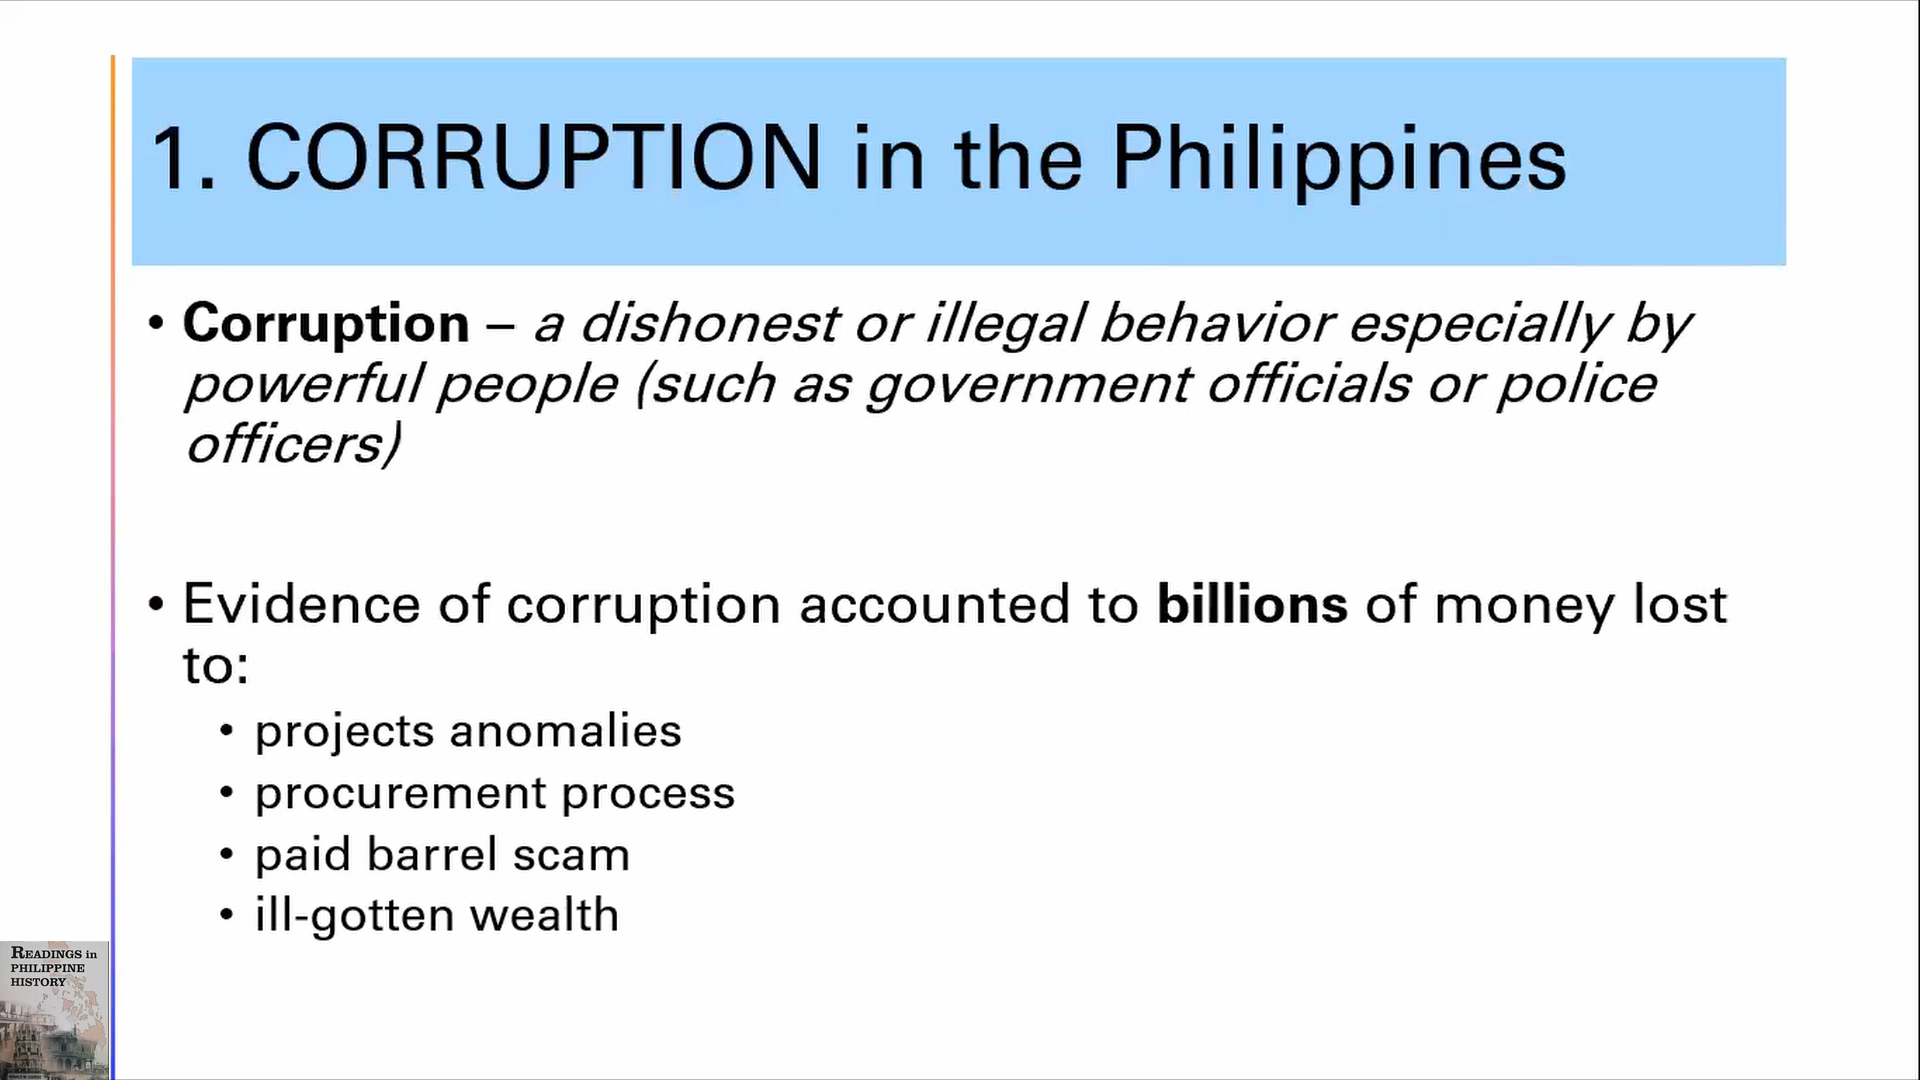 1. CORRUPTION in the Philippines
• Corruption – a dishonest or illegal behavior especially by
powerful people (such as government officials or police
officers)
• Evidence of corruption accounted to billions of money lost
to:
• projects anomalies
• procurement process
• paid barrel scam
• ill-gotten wealth
READINGS in
PHILIPPINE
HISTORY